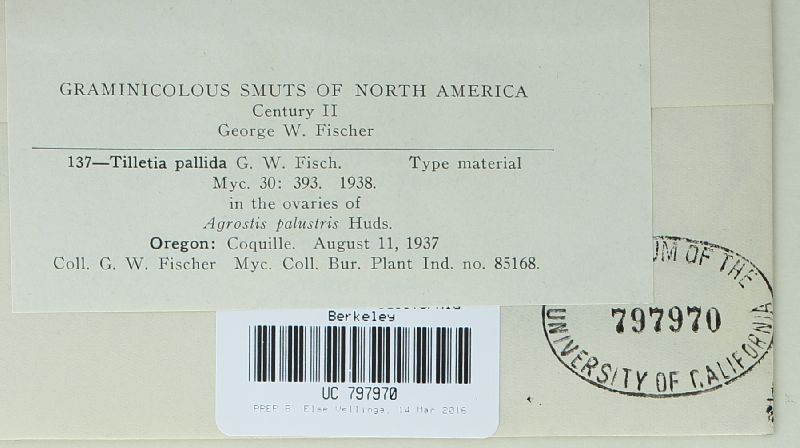 GRAMINICOLOUS SMUTS OF NORTH AMERICA
Century II
George W. Fischer
137—Tilletia pallida G. W. Fisch. Type material
Myc. 30: 393. 1938.
in the ovaries of
Agrostis palustris Huds.
Oregon: Coquille. August 11, 1937
Coll. G. W. Fischer Myc. Coll. Bur. Plant Ind. no. 85168.
Berkeley
UC 797970
PREP BY Else Vellinga, 14 Mar 2016
OF THE
797970
UNIVERSITY OF CALIFORNIA